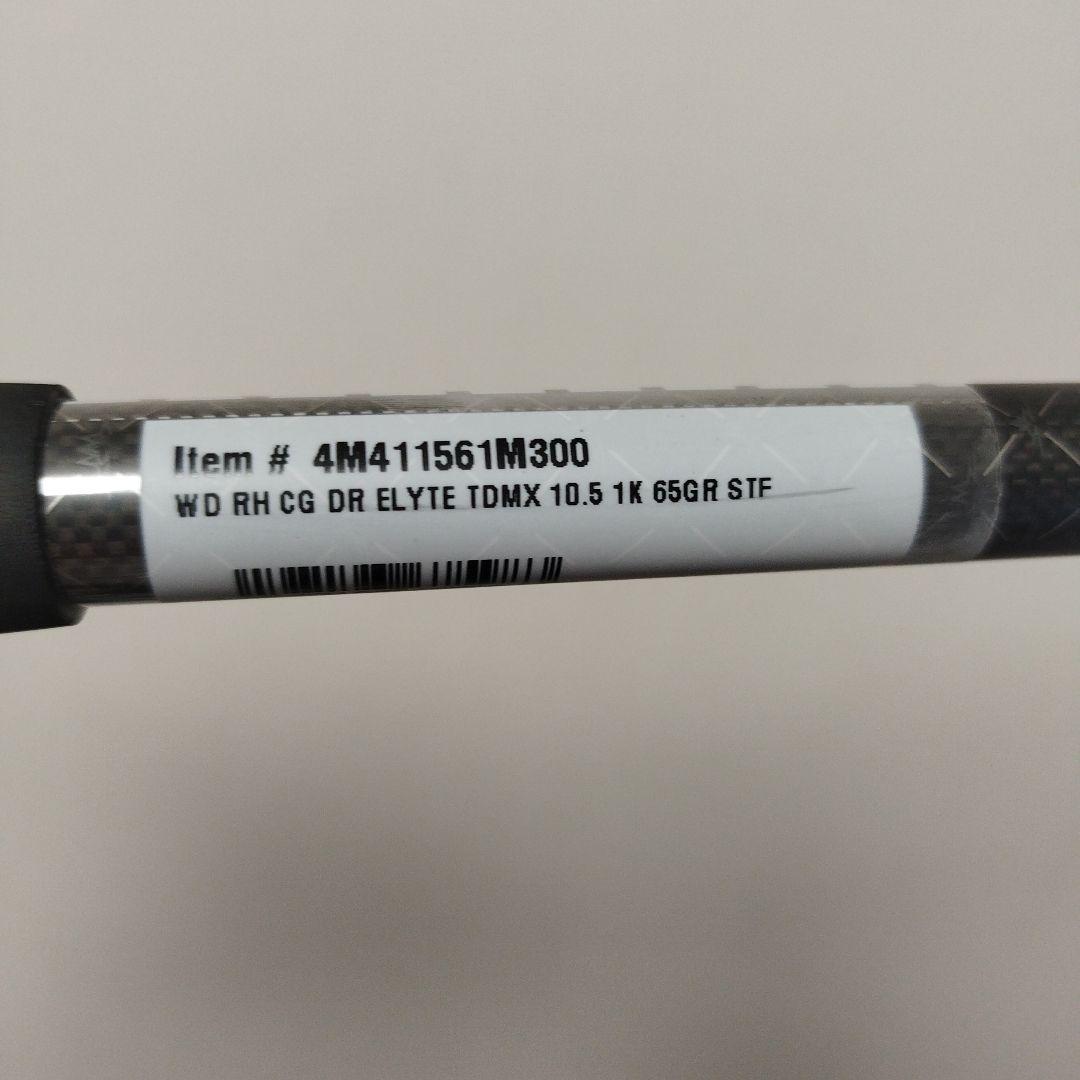 Item # 4M411561M300
WD RH CG DR ELYTE TDMX 10.5 1K 65GR STF